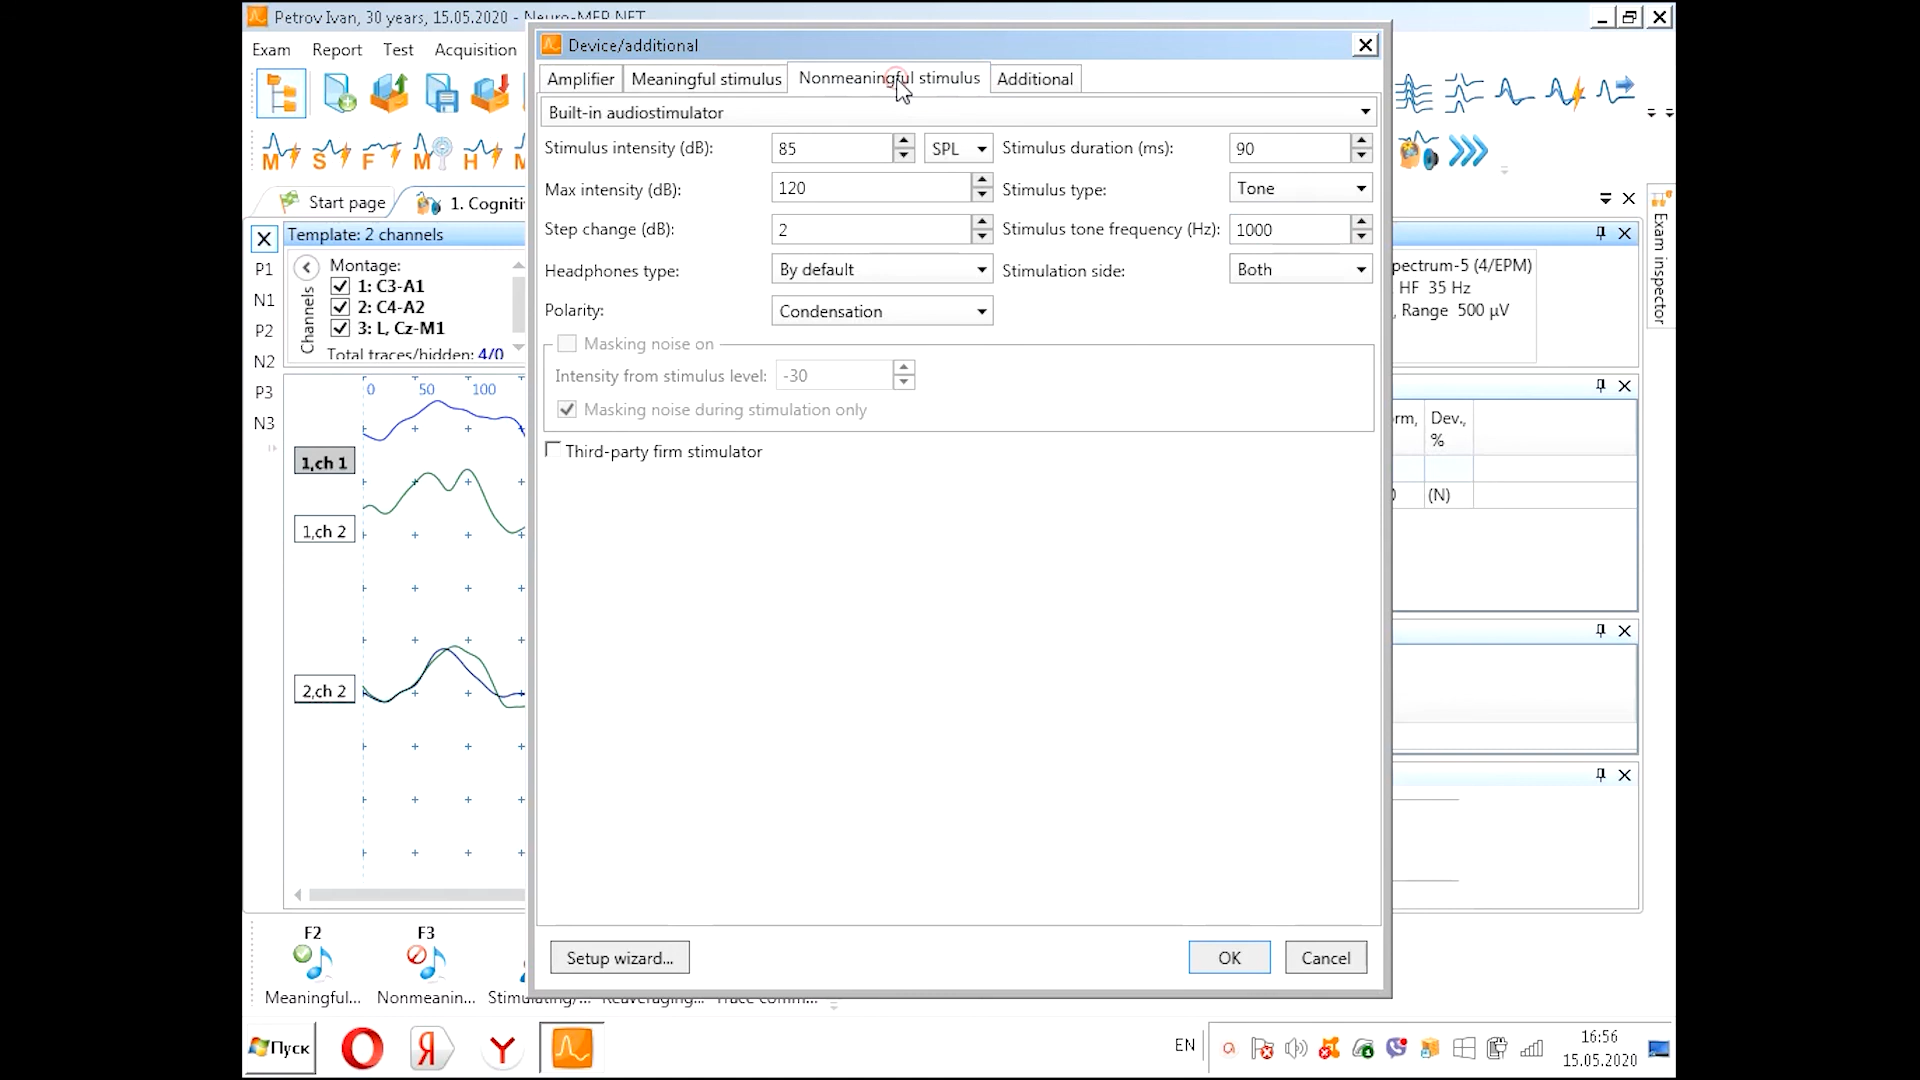 Petrov Ivan, 30 years, 15.05.2020 - Neuro-MEP.NET
Exam Report Test Acquisition
M S F M H
Start page
1. Cogniti
Template: 2 channels
P1
N1
P2
N2
P3
N3
Channels
Montage:
1: C3-A1
2: C4-A2
3: L, Cz-M1
Total traces/hidden: 4/0
0 50 100
1,ch 1
1,ch 2
2,ch 2
Device/additional
Amplifier
Meaningful stimulus
Nonmeaningful stimulus
Additional
Built-in audiostimulator
Stimulus intensity (dB): 85 SPL
Stimulus duration (ms): 90
Max intensity (dB): 120
Stimulus type: Tone
Step change (dB): 2
Stimulus tone frequency (Hz): 1000
Headphones type: By default
Stimulation side: Both
Polarity: Condensation
Masking noise on
Intensity from stimulus level: -30
Masking noise during stimulation only
Third-party firm stimulator
Setup wizard...
OK
Cancel
Exam inspector
pectrum-5 (4/EPM)
HF 35 Hz
, Range 500 µV
rm,
Dev., %
(N)
F2
F3
Meaningful...
Nonmeanin...
Stimulating/...
Reaveraging...
Trace comm...
Пуск
EN
16:56
15.05.2020